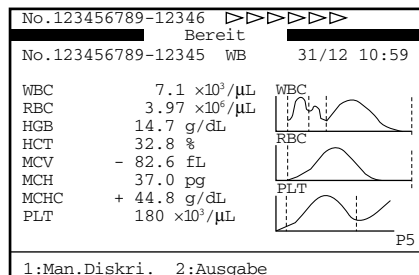 No.123456789-12346 ▷▷▷▷▷▷
Bereit
No.123456789-12345 WB 31/12 10:59
WBC 7.1 ×10³/µL
RBC 3.97 ×10⁶/µL
HGB 14.7 g/dL
HCT 32.8 %
MCV - 82.6 fL
MCH 37.0 pg
MCHC + 44.8 g/dL
PLT 180 ×10³/µL
WBC
RBC
PLT
P5
1:Man.Diskri. 2:Ausgabe